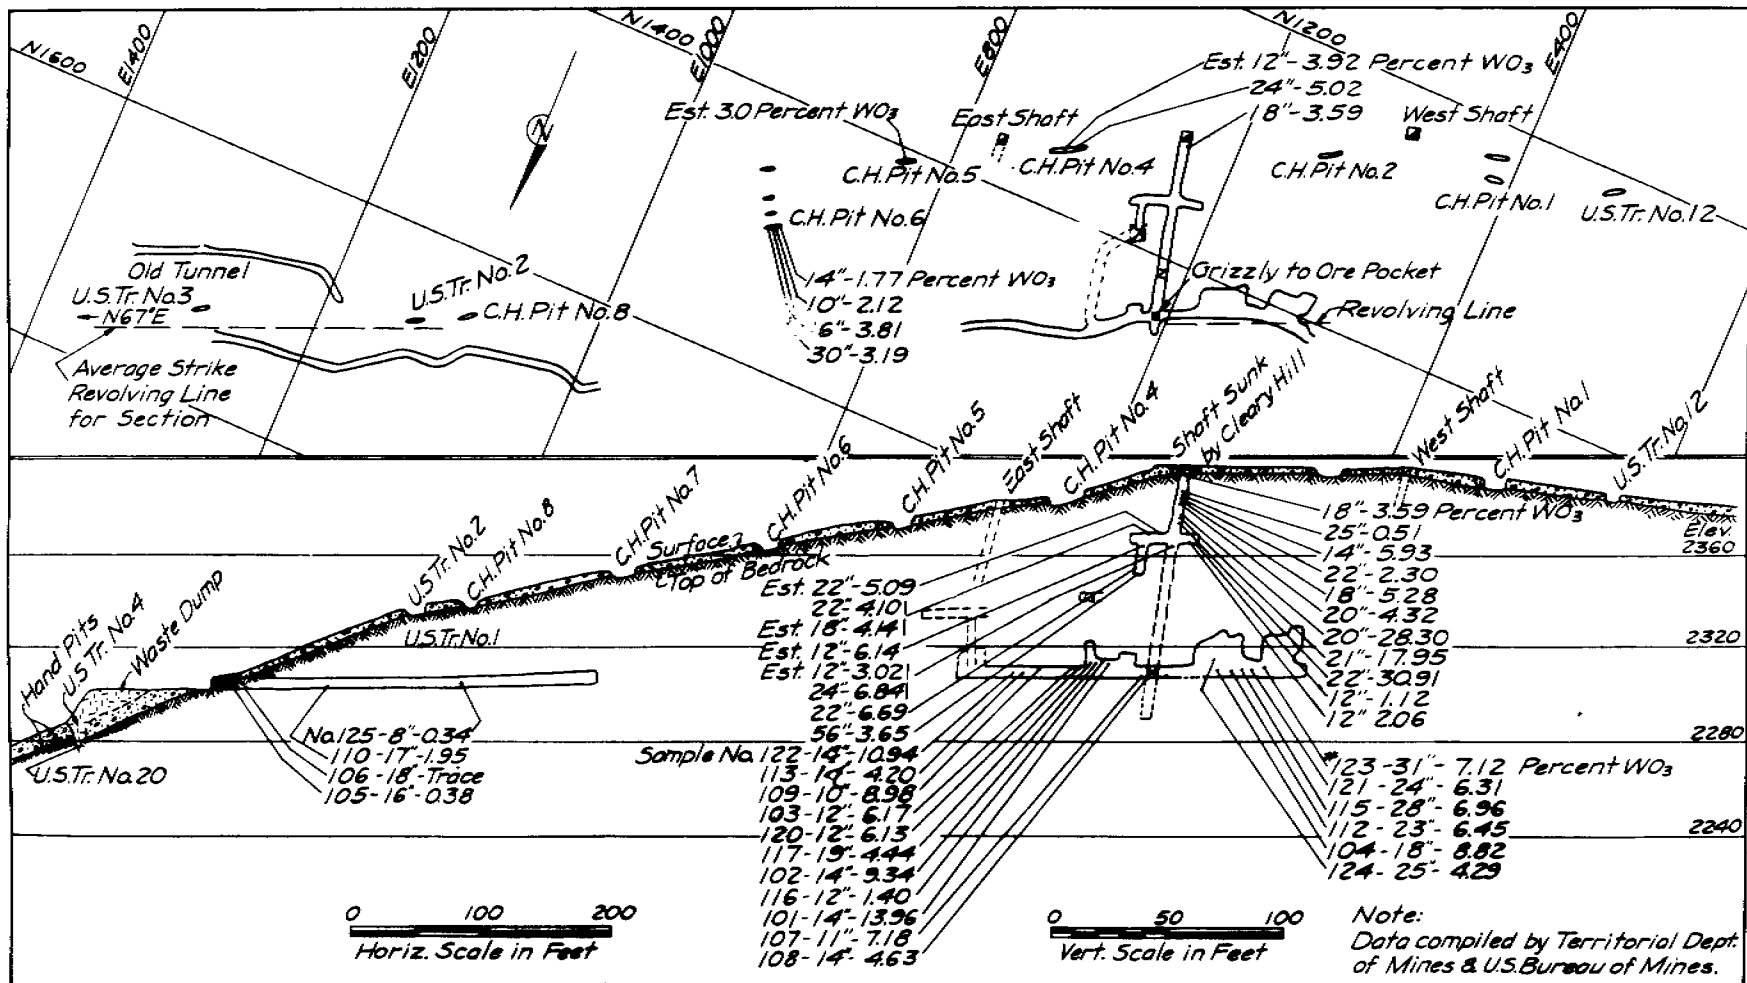 N1600
E1400
E1200
N1400
E1000
E800
N1200
E400
Est. 12"-3.92 Percent WO₃
24"-5.02
18"-3.59
Est. 3.0 Percent WO₃
East Shaft
West Shaft
C.H. Pit No. 5
C.H. Pit No. 4
C.H. Pit No. 2
C.H. Pit No. 1
U.S. Tr. No. 12
C.H. Pit No. 6
N
Old Tunnel
U.S. Tr. No. 3
N67°E
U.S. Tr. No. 2
C.H. Pit No. 8
14"-1.77 Percent WO₃
10"-2.12
6"-3.81
30"-3.19
Grizzly to Ore Pocket
Revolving Line
Average Strike
Revolving Line
for Section
Hand Pits
U.S. Tr. No. 4
Waste Dump
U.S. Tr. No. 2
C.H. Pit No. 8
C.H. Pit No. 7
C.H. Pit No. 6
C.H. Pit No. 5
East Shaft
C.H. Pit No. 4
Shaft Sunk
by Cleary Hill
West Shaft
C.H. Pit No. 1
U.S. Tr. No. 12
Surface
Top of Bedrock
U.S. Tr. No. 1
U.S. Tr. No. 20
Elev.
2360
2320
2280
2240
18"-3.59 Percent WO₃
25"-0.51
14"-5.93
22"-2.30
18"-5.28
20"-4.32
20"-28.30
21"-17.95
22"-30.91
12"-1.12
12" 2.06
Est. 22"-5.09
22"-4.10
Est. 18"-4.14
Est. 12"-6.14
Est. 12"-3.02
24"-6.84
22"-6.69
56"-3.65
Sample No. 122-14"-10.94
113-14"-4.20
109-10"-8.98
103-12"-6.17
120-12"-6.13
117-19"-4.44
102-14"-9.34
116-12"-1.40
101-14"-13.96
107-11"-7.18
108-14"-4.63
No. 125-8"-0.34
110-17"-1.95
106-18"-Trace
105-16"-0.38
123-31"-7.12 Percent WO₃
121-24"-6.31
115-28"-6.96
112-23"-6.45
104-18"-8.82
124-25"-4.29
0 100 200
Horiz. Scale in Feet
0 50 100
Vert. Scale in Feet
Note:
Data compiled by Territorial Dept.
of Mines & U.S. Bureau of Mines.